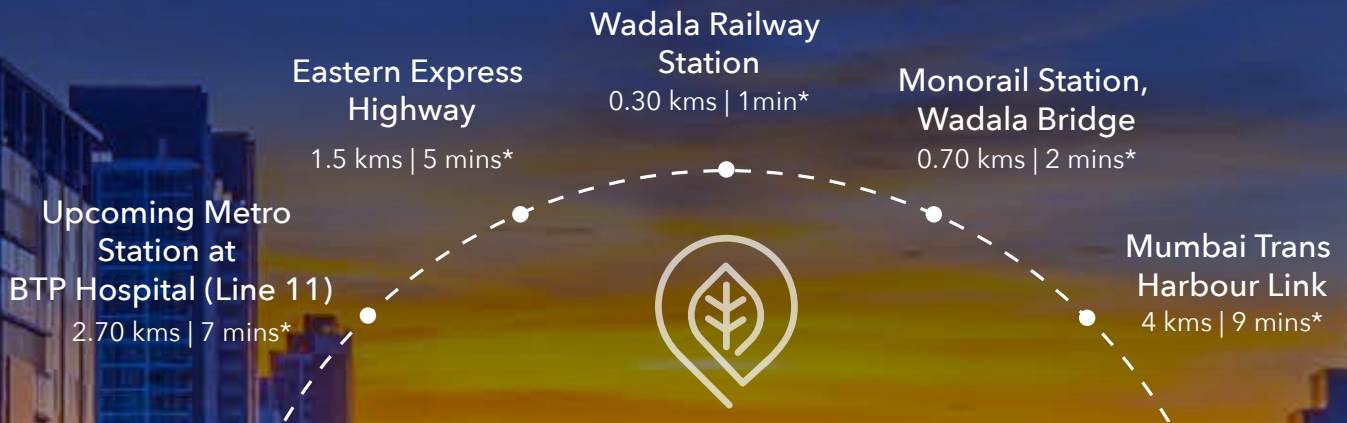 Wadala Railway
Station
0.30 kms | 1min*
Eastern Express
Highway
1.5 kms | 5 mins*
Monorail Station,
Wadala Bridge
0.70 kms | 2 mins*
Upcoming Metro
Station at
BTP Hospital (Line 11)
2.70 kms | 7 mins*
Mumbai Trans
Harbour Link
4 kms | 9 mins*